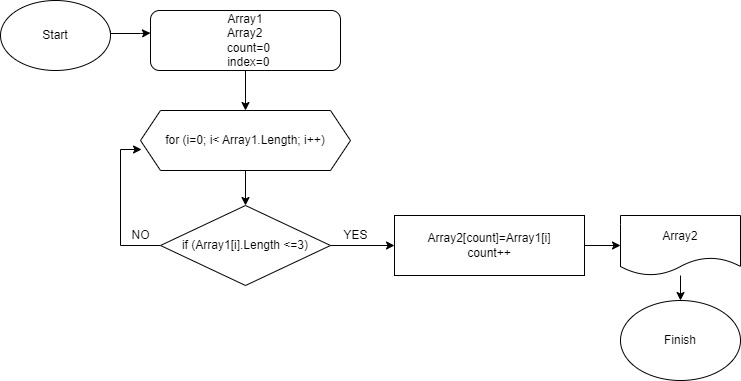 Start
Array1
Array2
count=0
index=0
for (i=0; i< Array1.Length; i++)
NO
if (Array1[i].Length <=3)
YES
Array2[count]=Array1[i]
count++
Array2
Finish